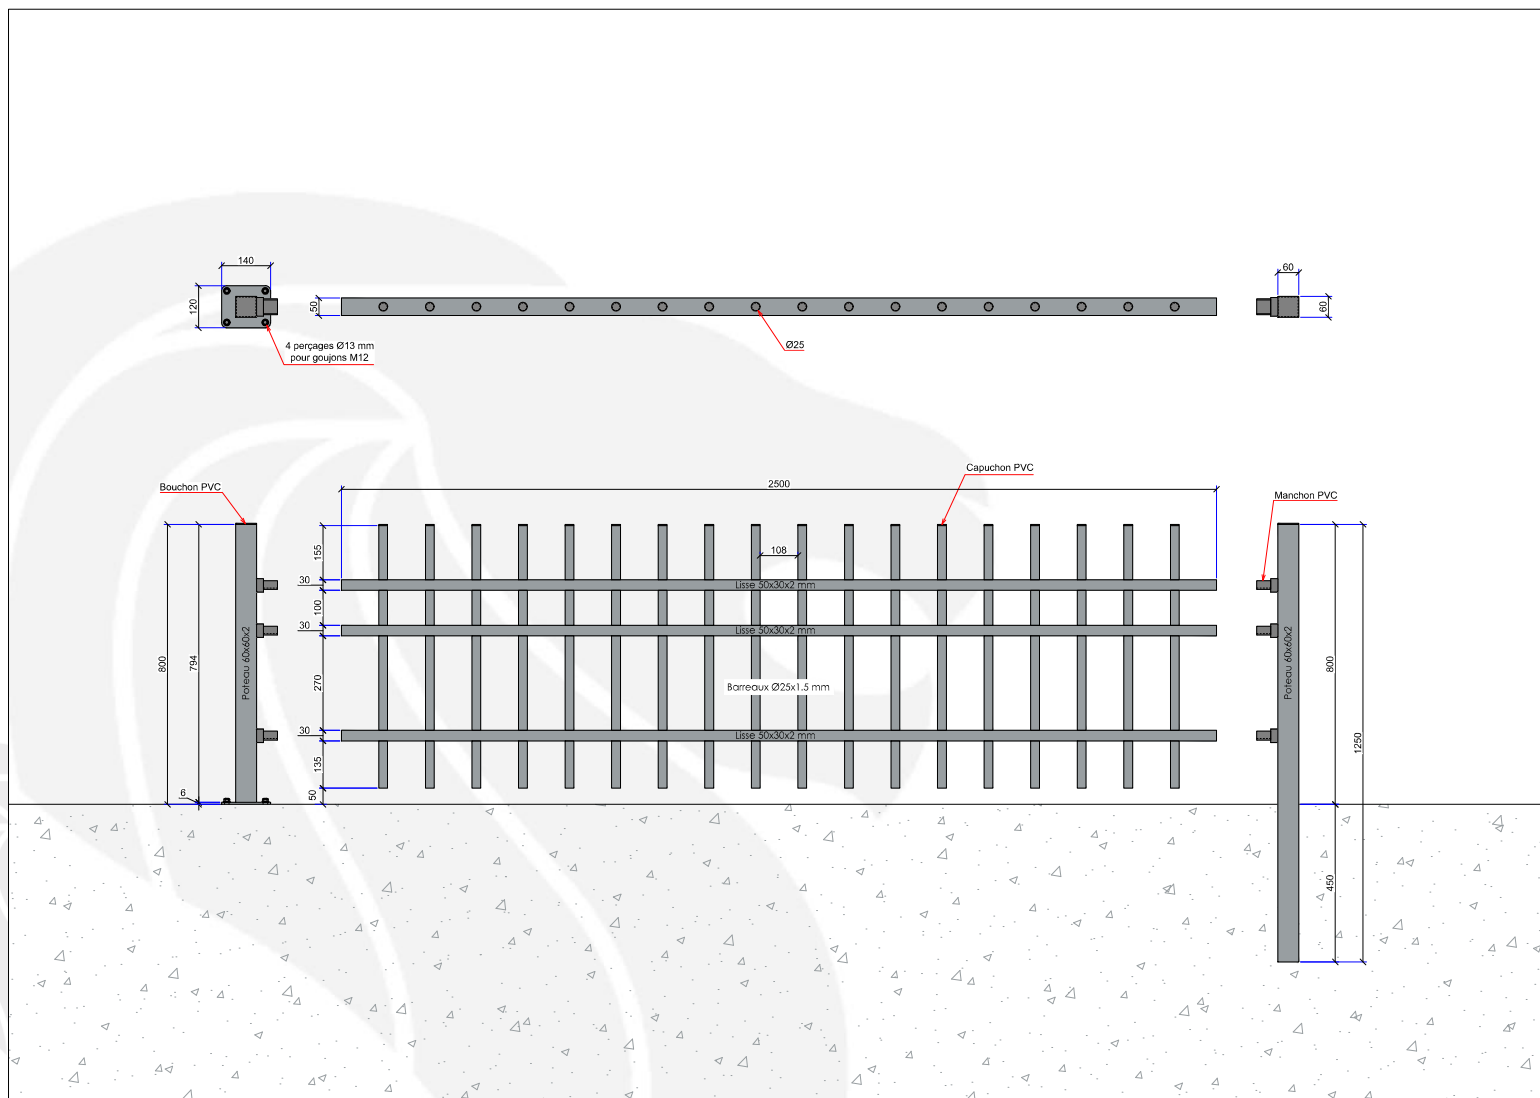 140
60
120
50
60
4 perçages Ø13 mm
pour goujons M12
Ø25
Capuchon PVC
Bouchon PVC
2500
Manchon PVC
155
108
30
Lisse 50x30x2 mm
100
30
Lisse 50x30x2 mm
800
794
Poteau 60x60x2
270
Barreaux Ø25x1.5 mm
Poteau 60x60x2
800
30
Lisse 50x30x2 mm
1250
135
6
50
450